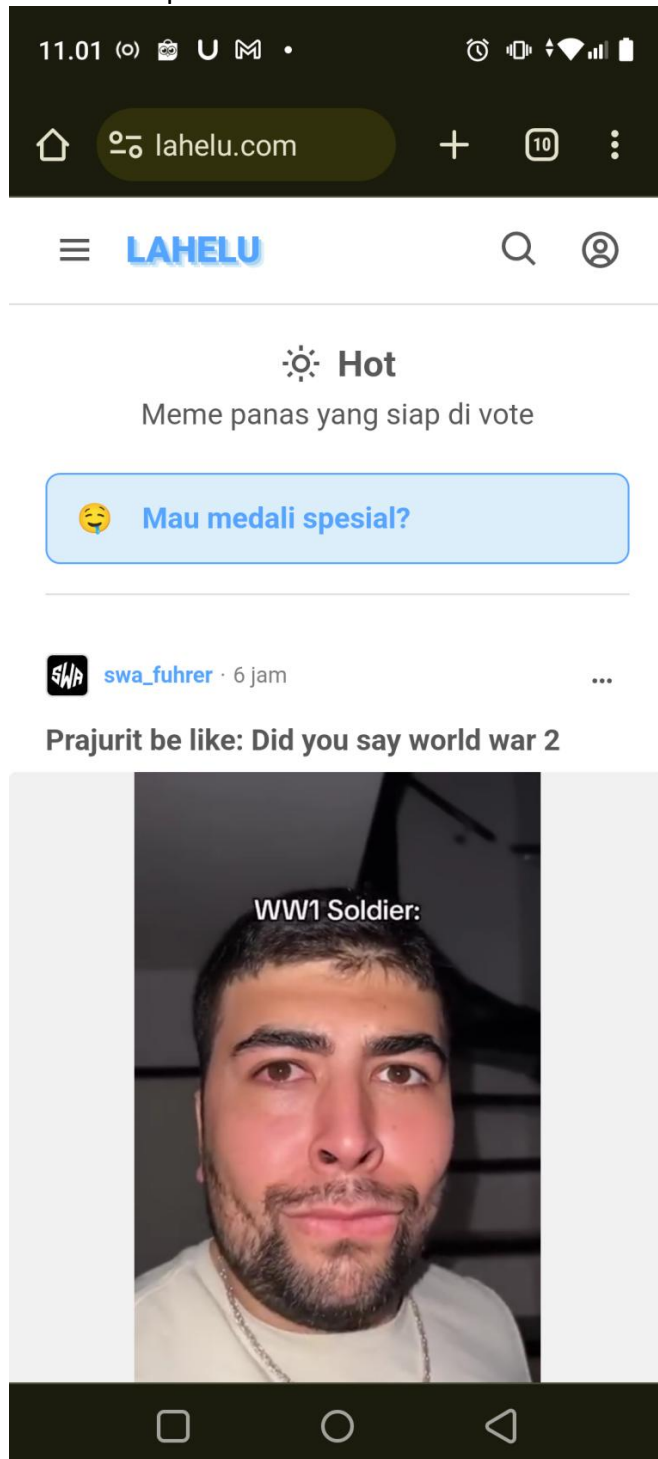 11.01
lahelu.com
10
LAHELU
Hot
Meme panas yang siap di vote
Mau medali spesial?
SWA
swa_fuhrer · 6 jam
Prajurit be like: Did you say world war 2
WW1 Soldier: